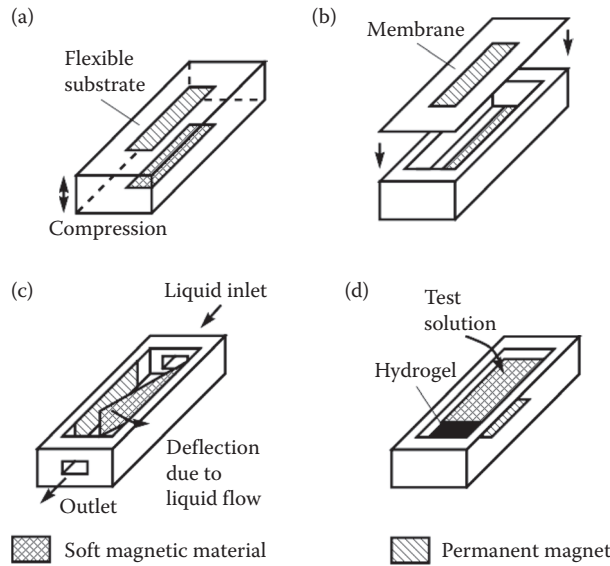 (a)
Flexible
substrate
Compression
(b)
Membrane
(c)
Liquid inlet
Deflection
due to
liquid flow
Outlet
(d)
Test
solution
Hydrogel
Soft magnetic material
Permanent magnet